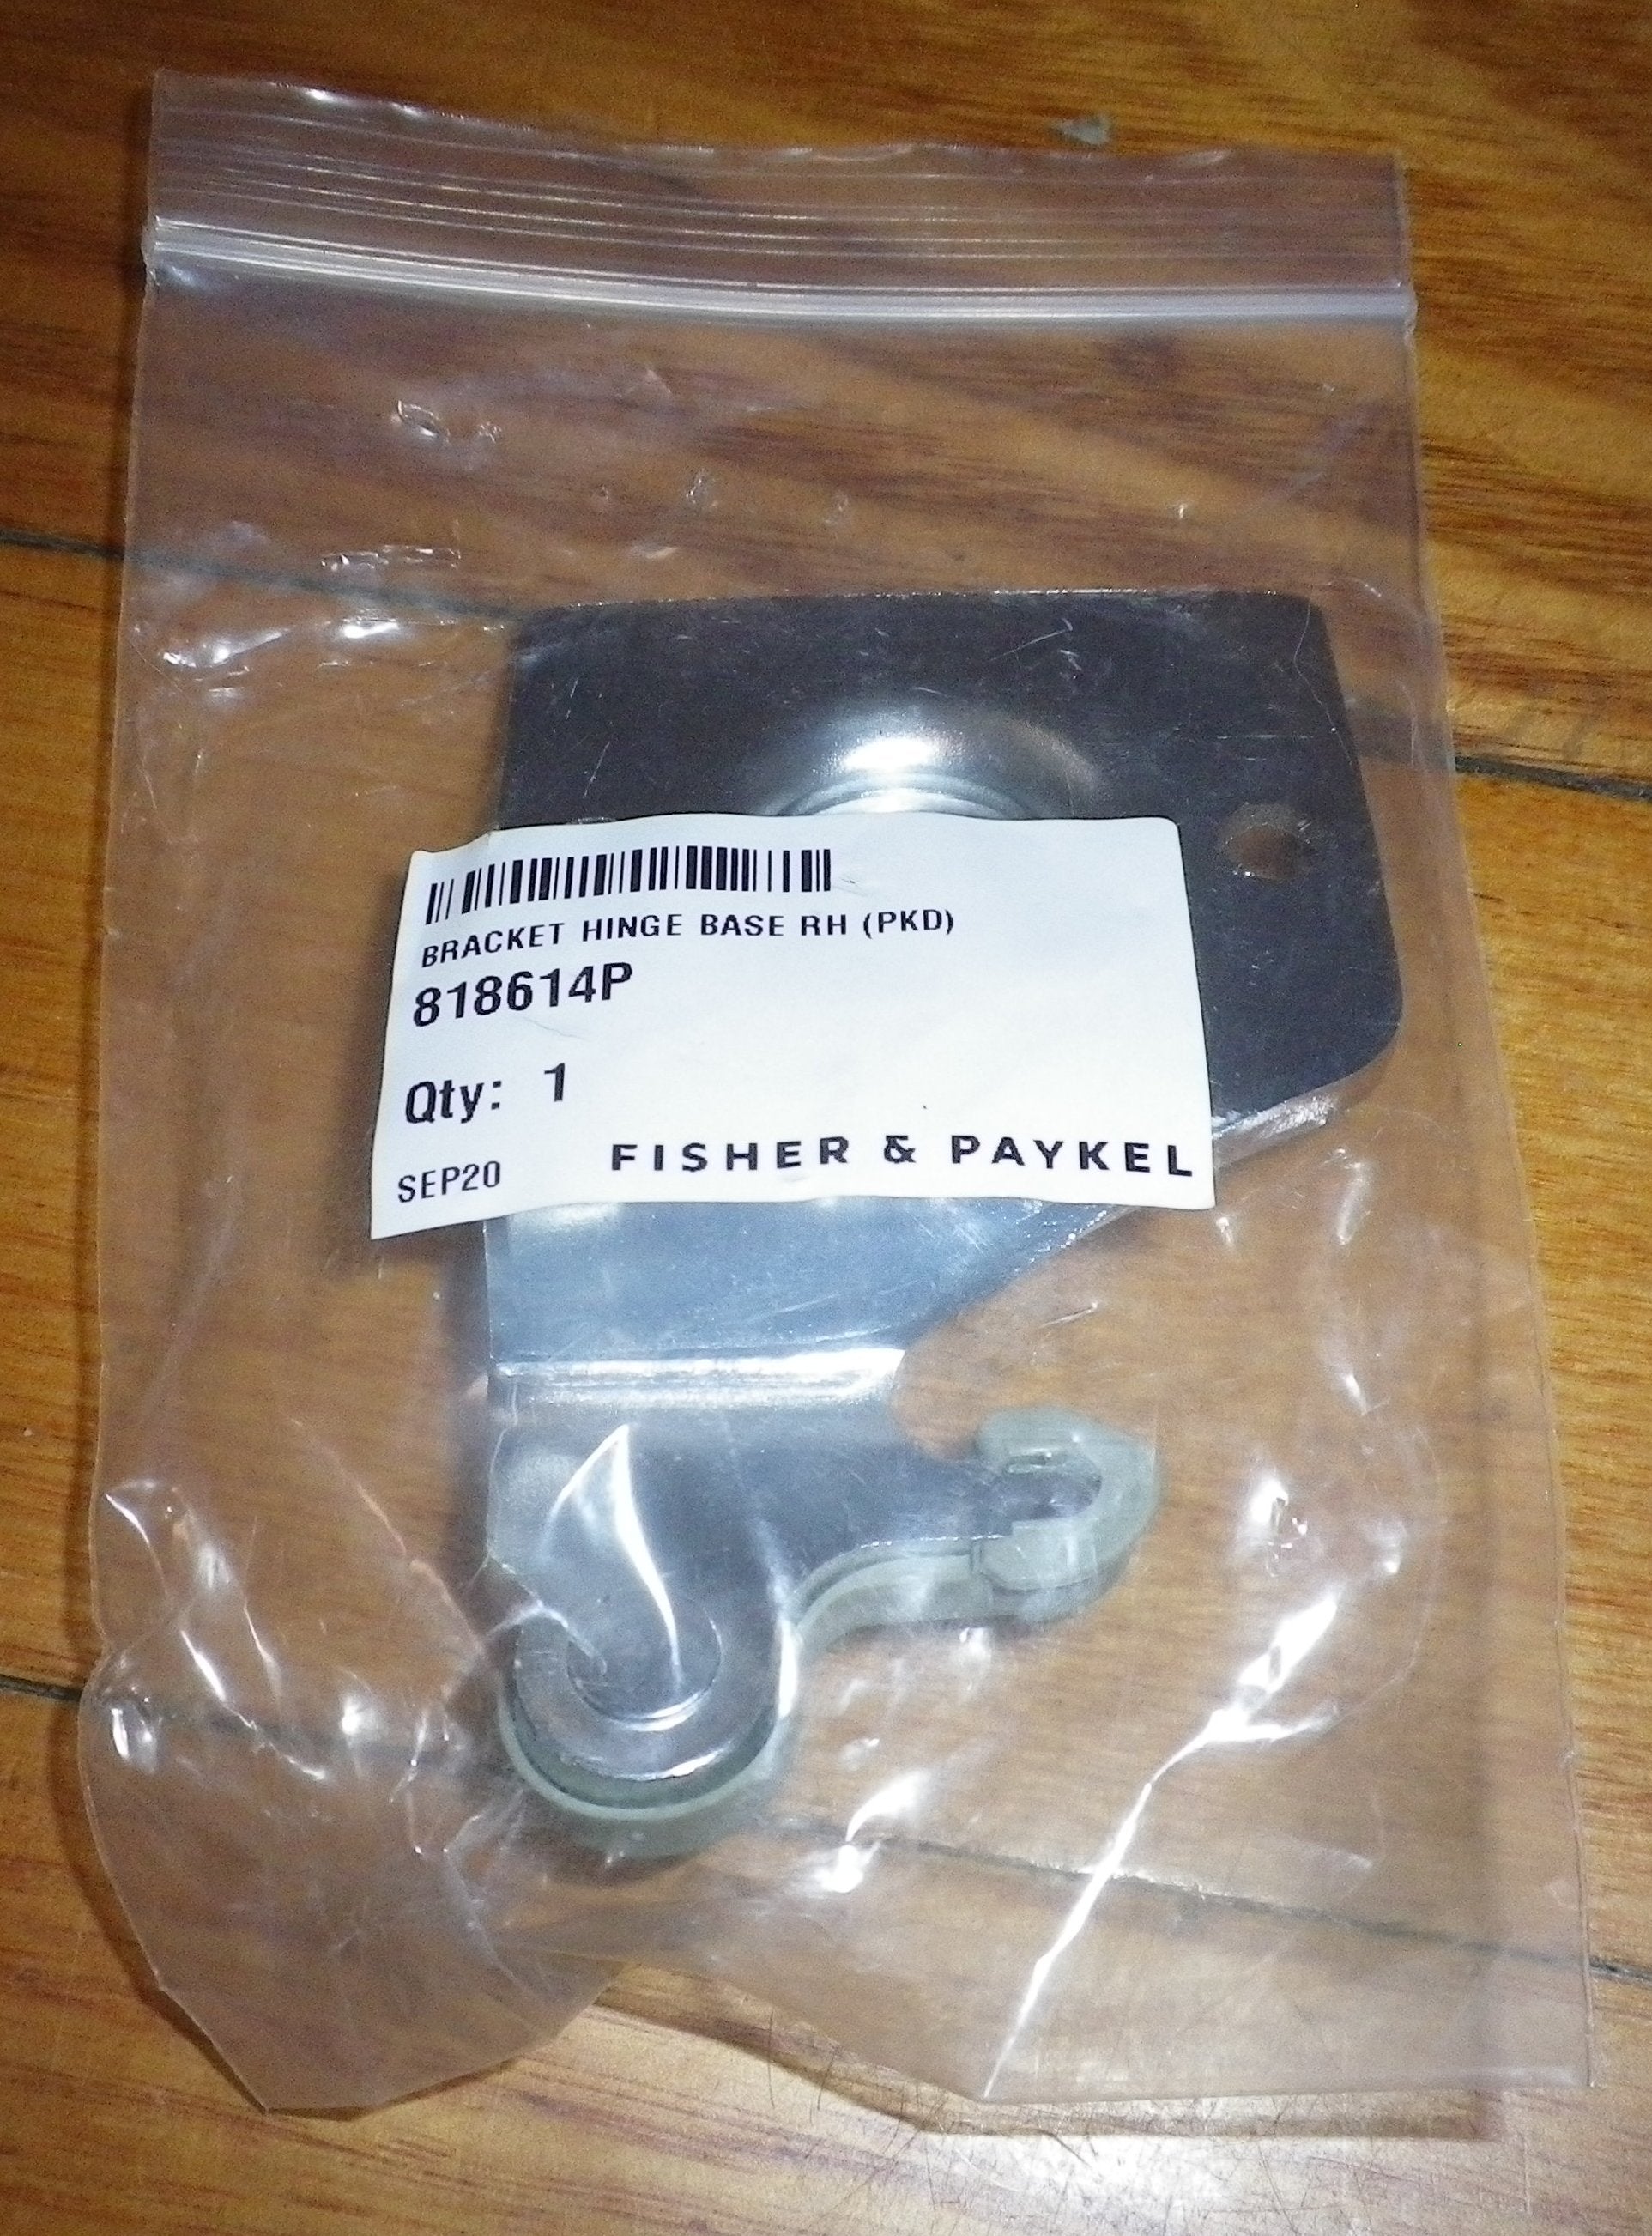 BRACKET HINGE BASE RH (PKD)
818614P
Qty: 1
SEP20 FISHER & PAYKEL